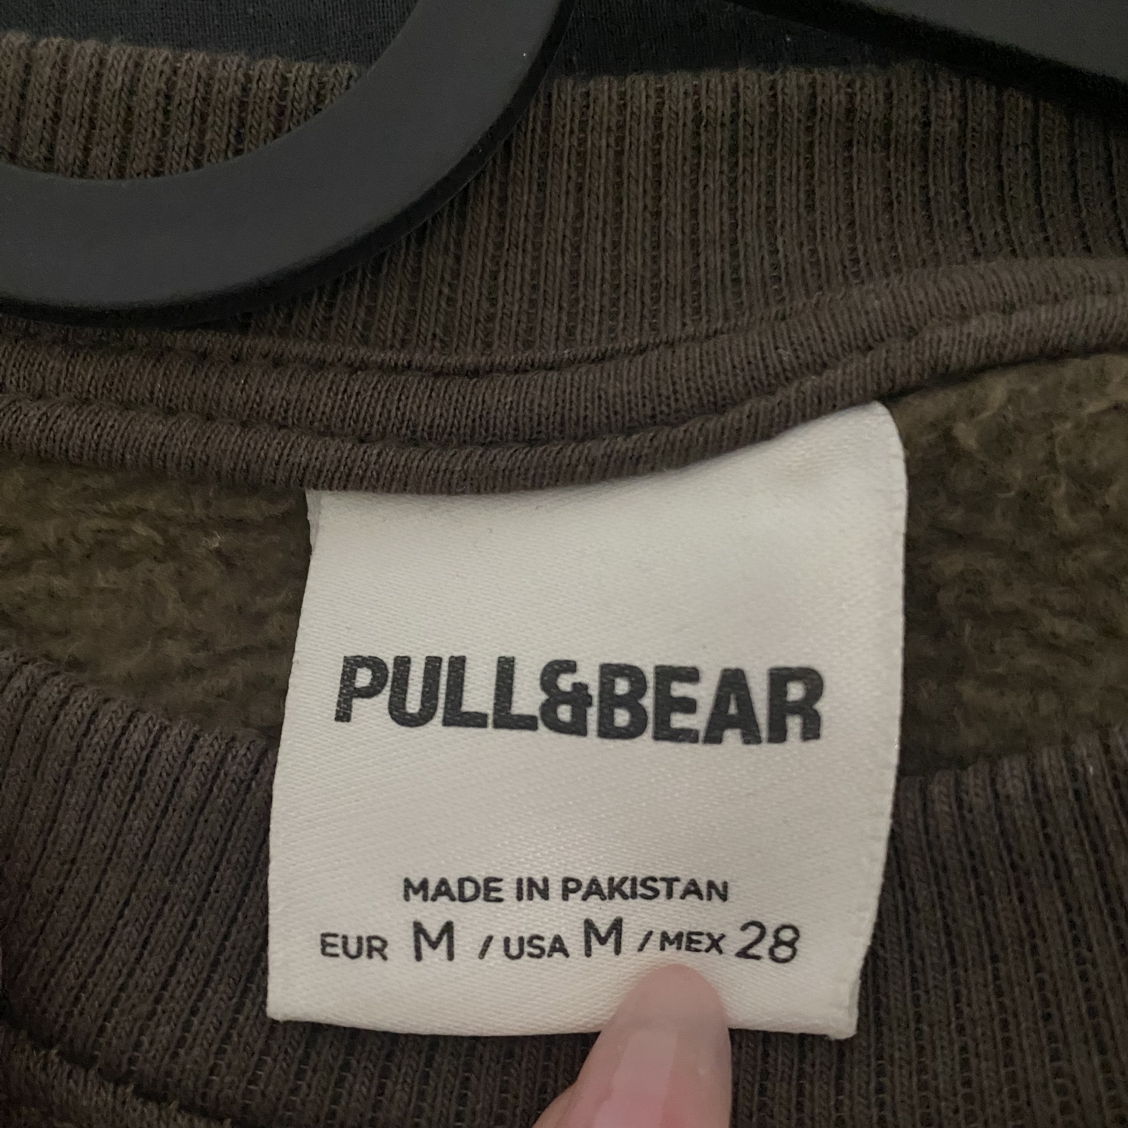 PULL&BEAR
MADE IN PAKISTAN
EUR M / USA M / MEX 28